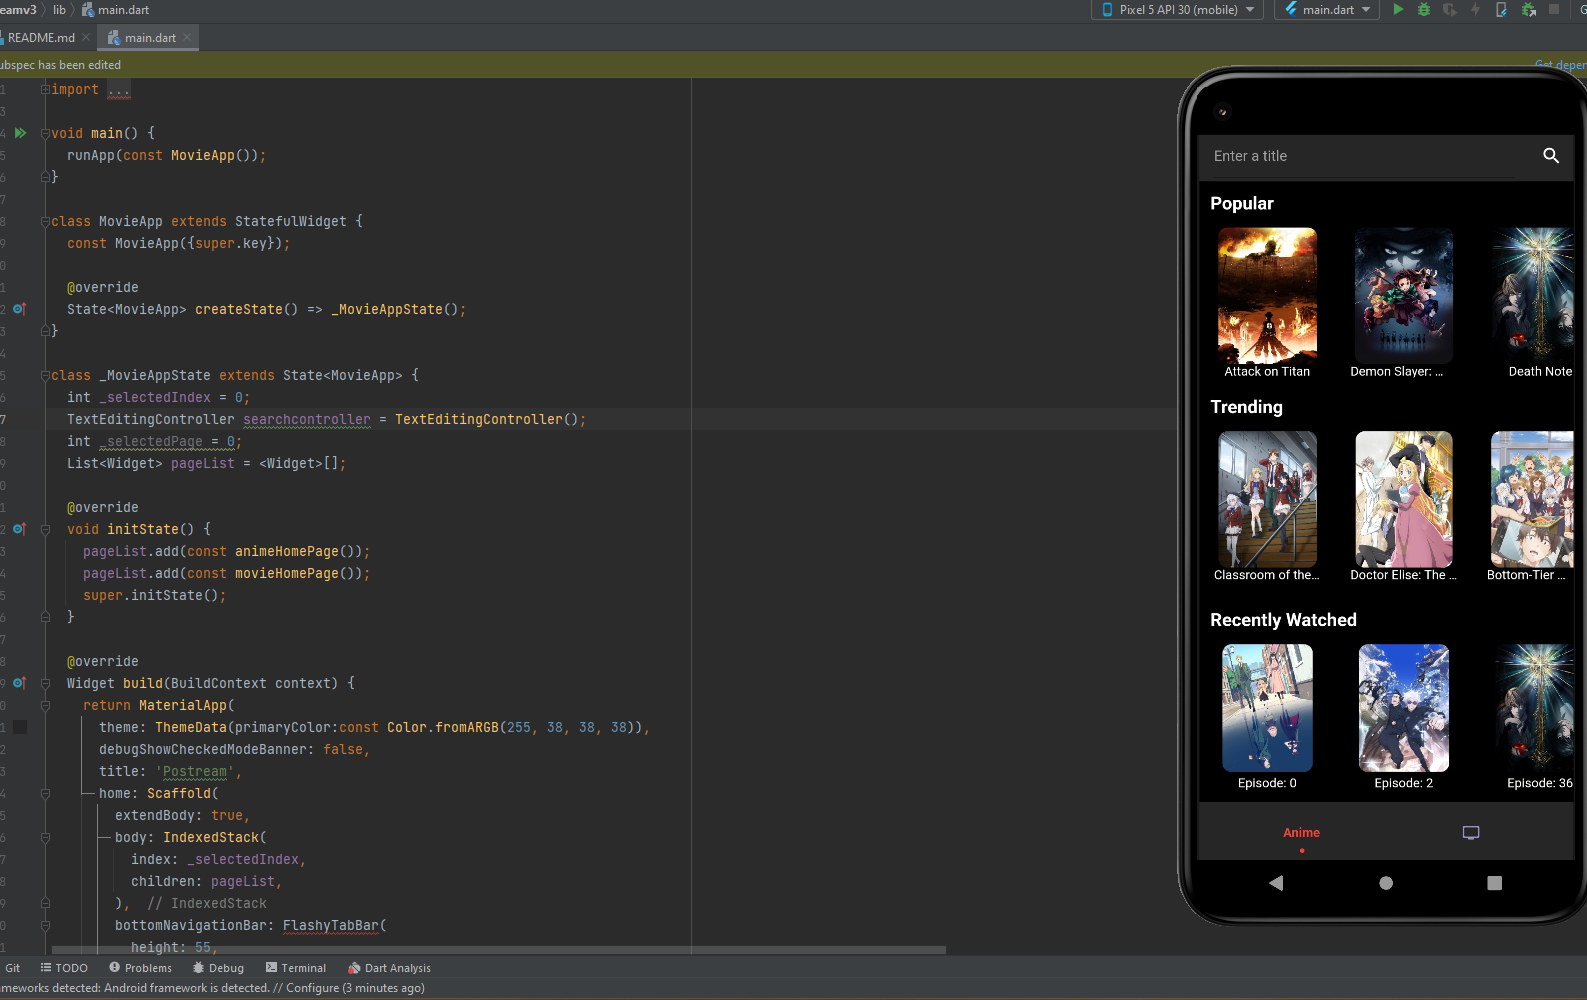 eamv3 lib main.dart Pixel 5 API 30 (mobile) main.dart G
README.md main.dart
ubspec has been edited Get depen
1 import ...
3
4 void main() {
5 runApp(const MovieApp());
6 }
7
8 class MovieApp extends StatefulWidget {
9 const MovieApp({super.key});
0
1 @override
2 State<MovieApp> createState() => _MovieAppState();
3 }
4
5 class _MovieAppState extends State<MovieApp> {
6 int _selectedIndex = 0;
7 TextEditingController searchcontroller = TextEditingController();
8 int _selectedPage = 0;
9 List<Widget> pageList = <Widget>[];
0
1 @override
2 void initState() {
3 pageList.add(const animeHomePage());
4 pageList.add(const movieHomePage());
5 super.initState();
6 }
7
8 @override
9 Widget build(BuildContext context) {
0 return MaterialApp(
1 theme: ThemeData(primaryColor:const Color.fromARGB(255, 38, 38, 38)),
2 debugShowCheckedModeBanner: false,
3 title: 'Postream',
4 home: Scaffold(
5 extendBody: true,
6 body: IndexedStack(
7 index: _selectedIndex,
8 children: pageList,
9 ), // IndexedStack
0 bottomNavigationBar: FlashyTabBar(
1 height: 55,
Enter a title
Popular
Attack on Titan Demon Slayer: ... Death Note
Trending
Classroom of the... Doctor Elise: The ... Bottom-Tier ...
Recently Watched
Episode: 0 Episode: 2 Episode: 36
Anime
Git TODO Problems Debug Terminal Dart Analysis
ameworks detected: Android framework is detected. // Configure (3 minutes ago)